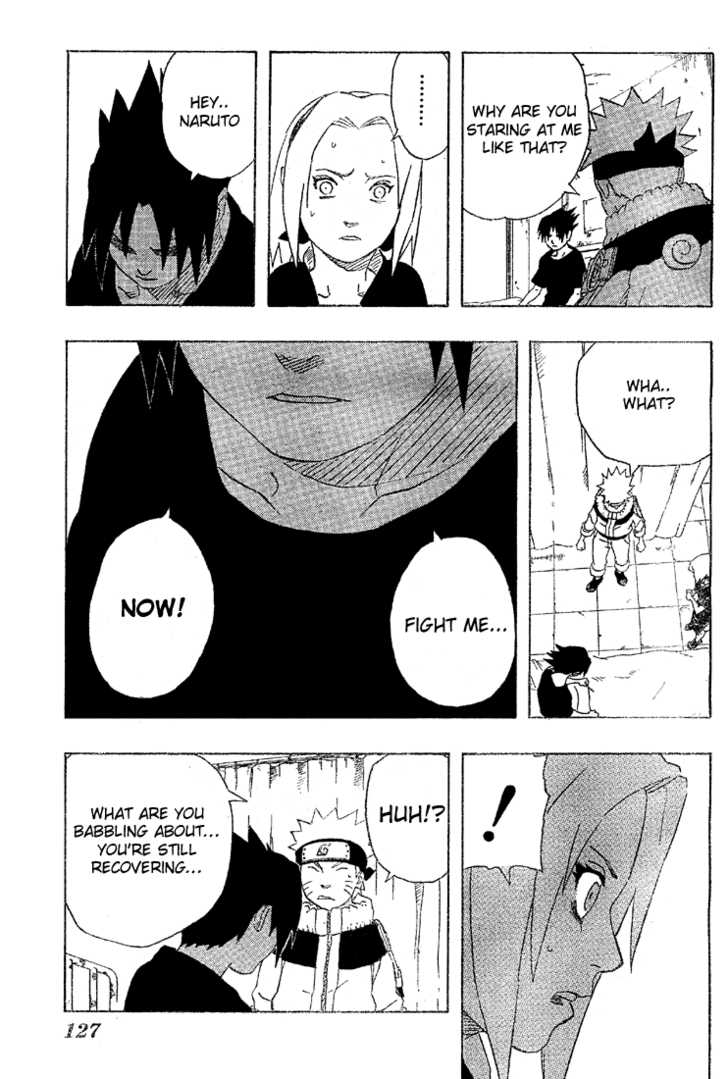 WHY ARE YOU
STARING AT ME
LIKE THAT?
........
HEY..
NARUTO
WHA..
WHAT?
FIGHT ME...
NOW!
!
HUH!?
WHAT ARE YOU
BABBLING ABOUT...
YOU'RE STILL
RECOVERING...
127